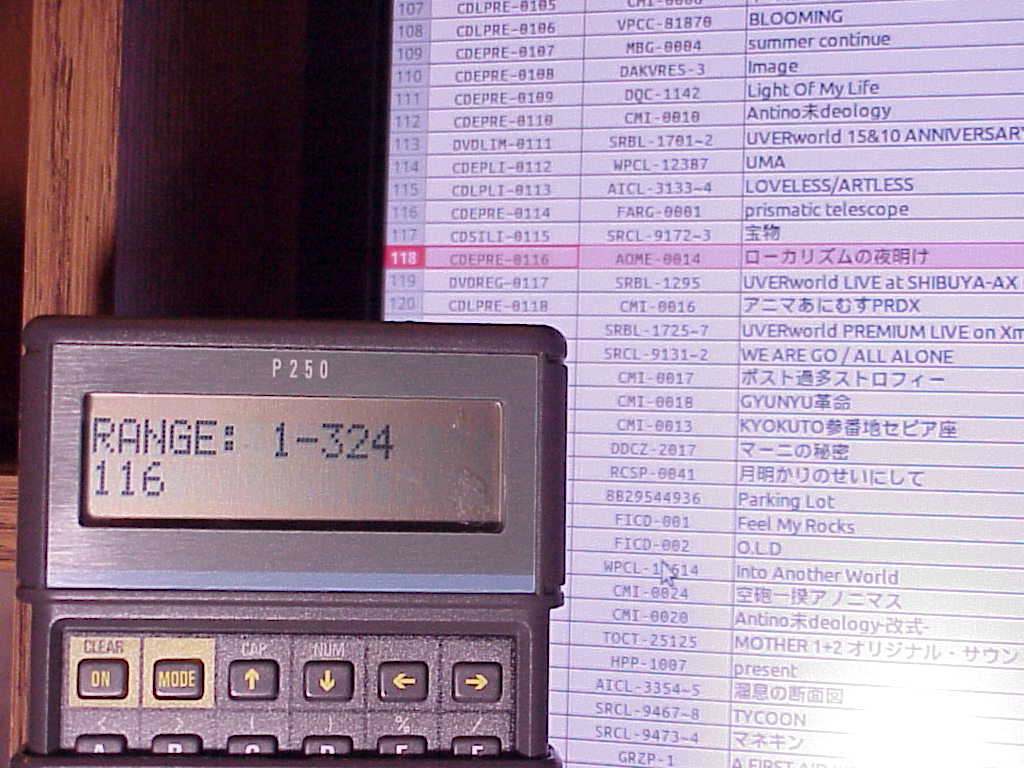 107 CDLPRE-0105
108 CDLPRE-0106 VPCC-81870 BLOOMING
109 CDEPRE-0107 MBG-0004 summer continue
110 CDEPRE-0108 DAKVRES-3 Image
111 CDEPRE-0109 DQC-1142 Light Of My Life
112 CDEPRE-0110 CMI-0010 Antino末deology
113 DVDLIM-0111 SRBL-1701~2 UVERworld 15&10 ANNIVERSARY
114 CDEPLI-0112 WPCL-12387 UMA
115 CDLPLI-0113 AICL-3133~4 LOVELESS/ARTLESS
116 CDEPRE-0114 FARG-0001 prismatic telescope
117 CDSILI-0115 SRCL-9172~3 宝物
118 CDEPRE-0116 AOME-0014 ローカリズムの夜明け
119 DVDREG-0117 SRBL-1295 UVERworld LIVE at SHIBUYA-AX
120 CDLPRE-0118 CMI-0016 アニマあにむすPRDX
SRBL-1725~7 UVERworld PREMIUM LIVE on Xm
SRCL-9131~2 WE ARE GO / ALL ALONE
CMI-0017 ポスト過多ストロフィー
CMI-0018 GYUNYU革命
CMI-0013 KYOKUTO参番地セピア座
DDCZ-2017 マーニの秘密
RCSP-0041 月明かりのせいにして
8829544936 Parking Lot
FICD-001 Feel My Rocks
FICD-002 O.L.D
Into Another World
CMI-0024 空砲一揆アノニマス
CMI-0020 Antino末deology-改式-
TOCT-25125 MOTHER 1+2 オリジナル・サウン
HPP-1007 present
AICL-3354~5 溜息の断面図
SRCL-9467~8 TYCOON
SRCL-9473~4 マネキン
GRZP-1
P250
RANGE: 1-324
116
CLEAR CAP NUM
ON MODE ↑ ↓ ← →
< > ( ) % /
A B C D E F